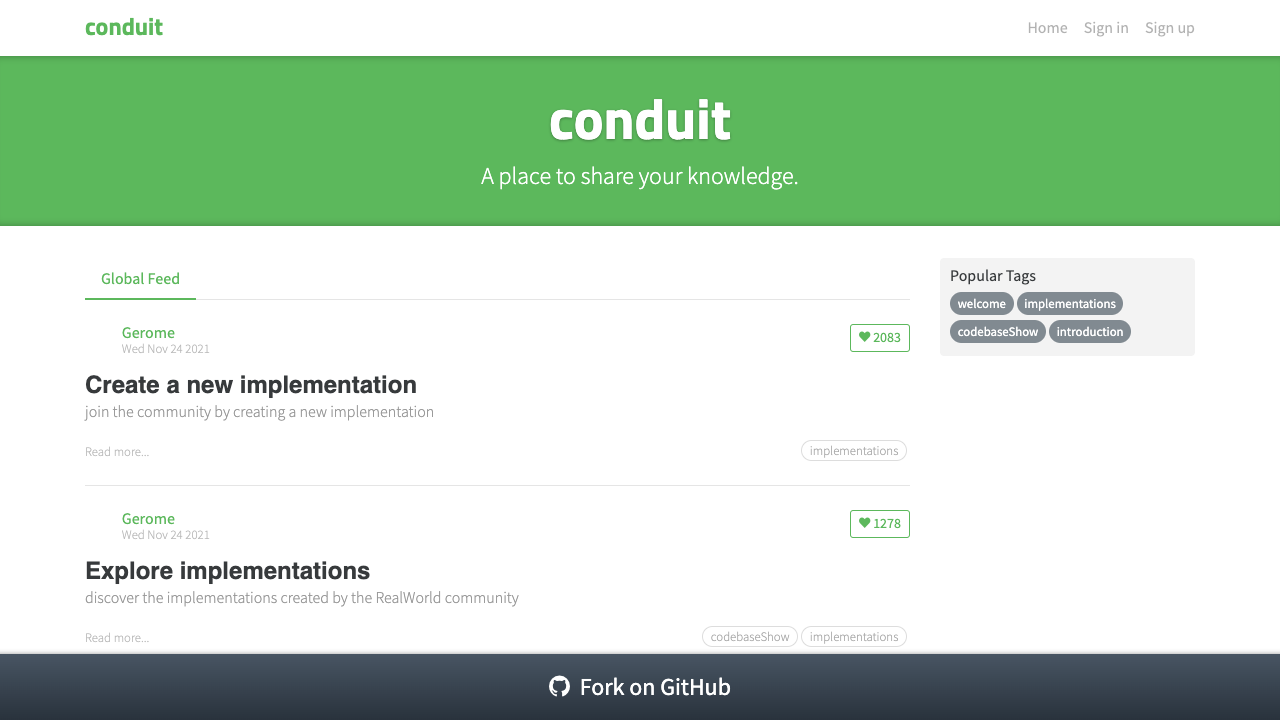 conduit
Home Sign in Sign up
conduit
A place to share your knowledge.
Global Feed
Gerome
Wed Nov 24 2021
2083
Create a new implementation
join the community by creating a new implementation
Read more...
implementations
Gerome
Wed Nov 24 2021
1278
Explore implementations
discover the implementations created by the RealWorld community
Read more...
codebaseShow implementations
Popular Tags
welcome implementations
codebaseShow introduction
Fork on GitHub